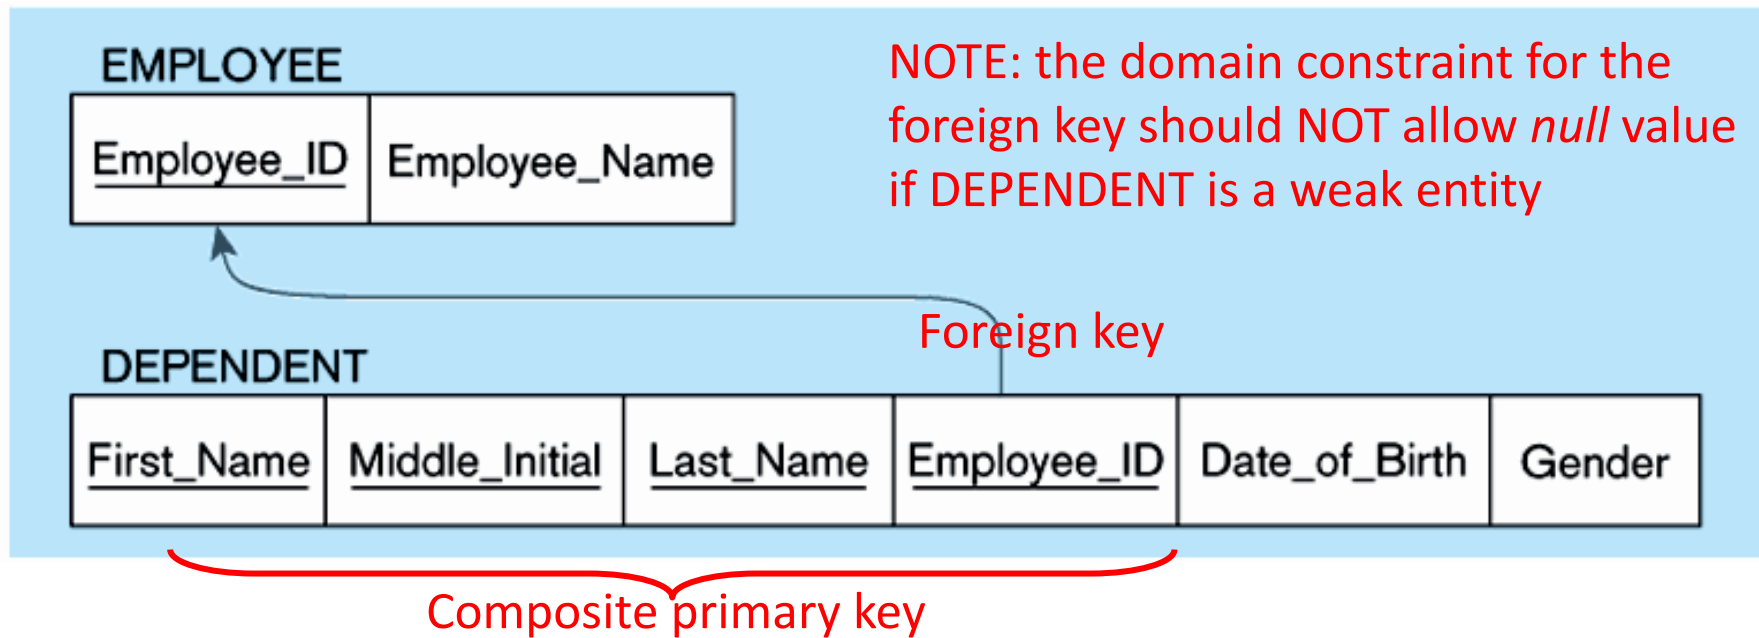 EMPLOYEE
NOTE: the domain constraint for the
foreign key should NOT allow null value
if DEPENDENT is a weak entity
Employee_ID Employee_Name
Foreign key
DEPENDENT
First_Name Middle_Initial Last_Name Employee_ID Date_of_Birth Gender
Composite primary key